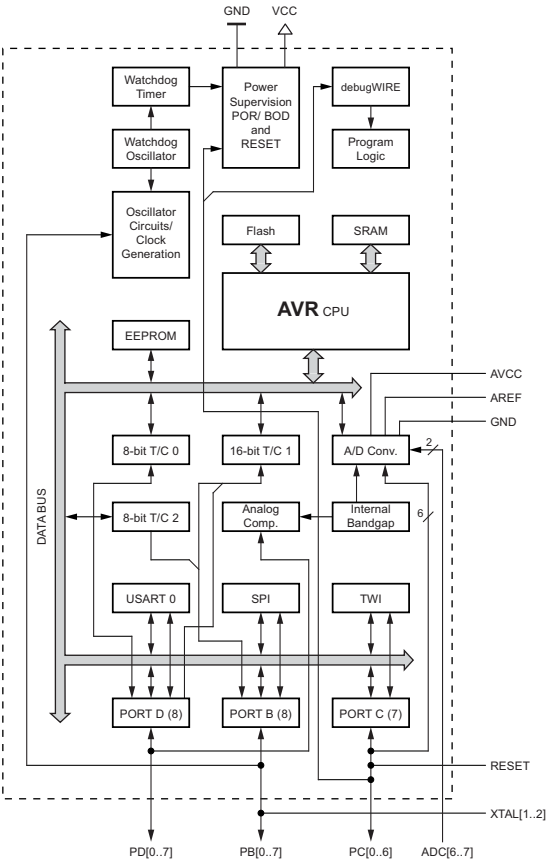 GND
VCC
Watchdog
Timer
Power
Supervision
POR/ BOD
and
RESET
debugWIRE
Watchdog
Oscillator
Program
Logic
Oscillator
Circuits/
Clock
Generation
Flash
SRAM
AVR CPU
EEPROM
AVCC
AREF
GND
8-bit T/C 0
16-bit T/C 1
A/D Conv.
2
DATA BUS
8-bit T/C 2
Analog
Comp.
Internal
Bandgap
6
USART 0
SPI
TWI
PORT D (8)
PORT B (8)
PORT C (7)
RESET
XTAL[1..2]
PD[0..7]
PB[0..7]
PC[0..6]
ADC[6..7]